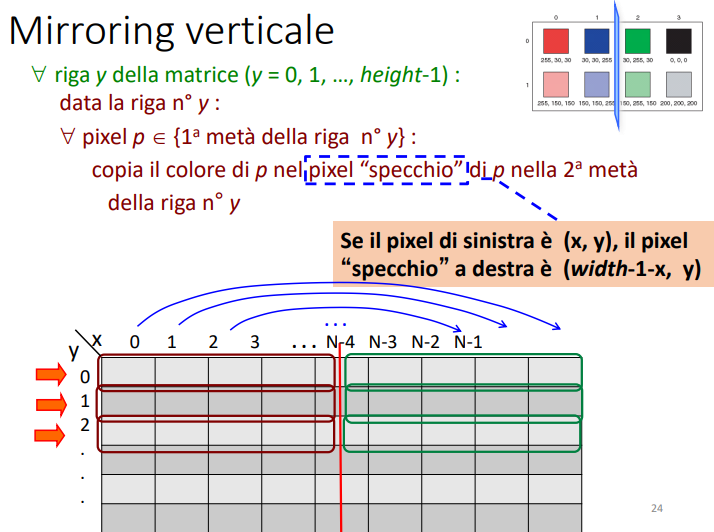 Mirroring verticale
0 1 2 3
0
255, 30, 30 30, 30, 255 30, 255, 30 0, 0, 0
1
255, 150, 150 150, 150, 255 150, 255, 150 200, 200, 200
∀ riga y della matrice (y = 0, 1, …, height-1) :
data la riga n° y :
∀ pixel p ∈ {1ª metà della riga n° y} :
copia il colore di p nel pixel “specchio” di p nella 2ª metà
della riga n° y
Se il pixel di sinistra è (x, y), il pixel
“specchio” a destra è (width-1-x, y)
...
x 0 1 2 3 ... N-4 N-3 N-2 N-1
y
0
1
2
.
.
.
24